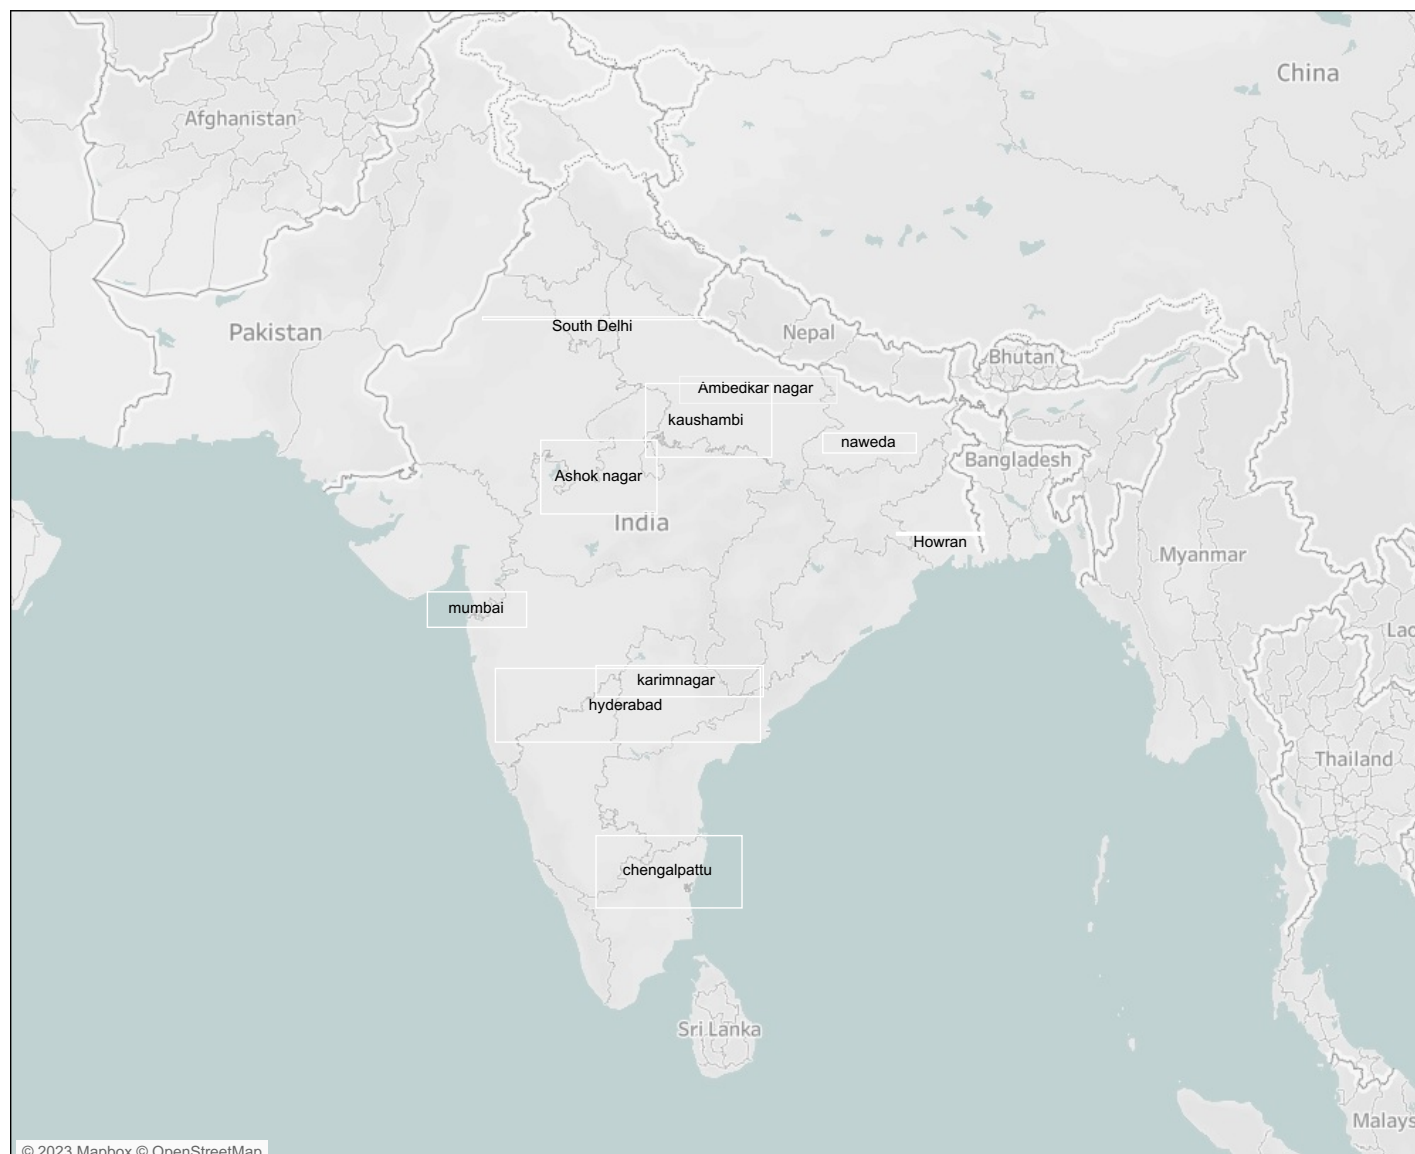 China
Afghanistan
Pakistan
South Delhi
Nepal
Bhutan
Ambedkar nagar
kaushambi
naweda
Bangladesh
Ashok nagar
India
Howran
Myanmar
mumbai
Lao
karimnagar
hyderabad
Thailand
chengalpattu
Sri Lanka
Malays
© 2023 Mapbox © OpenStreetMap